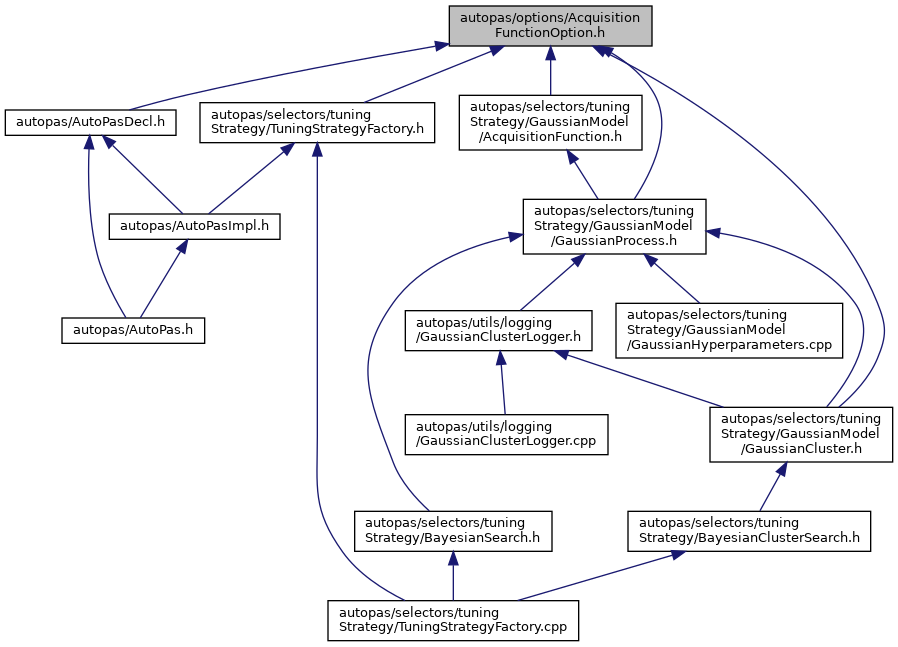 autopas/options/Acquisition
FunctionOption.h
autopas/AutoPasDecl.h
autopas/selectors/tuning
Strategy/TuningStrategyFactory.h
autopas/selectors/tuning
Strategy/GaussianModel
/AcquisitionFunction.h
autopas/AutoPasImpl.h
autopas/selectors/tuning
Strategy/GaussianModel
/GaussianProcess.h
autopas/AutoPas.h
autopas/utils/logging
/GaussianClusterLogger.h
autopas/selectors/tuning
Strategy/GaussianModel
/GaussianHyperparameters.cpp
autopas/utils/logging
/GaussianClusterLogger.cpp
autopas/selectors/tuning
Strategy/GaussianModel
/GaussianCluster.h
autopas/selectors/tuning
Strategy/BayesianSearch.h
autopas/selectors/tuning
Strategy/BayesianClusterSearch.h
autopas/selectors/tuning
Strategy/TuningStrategyFactory.cpp